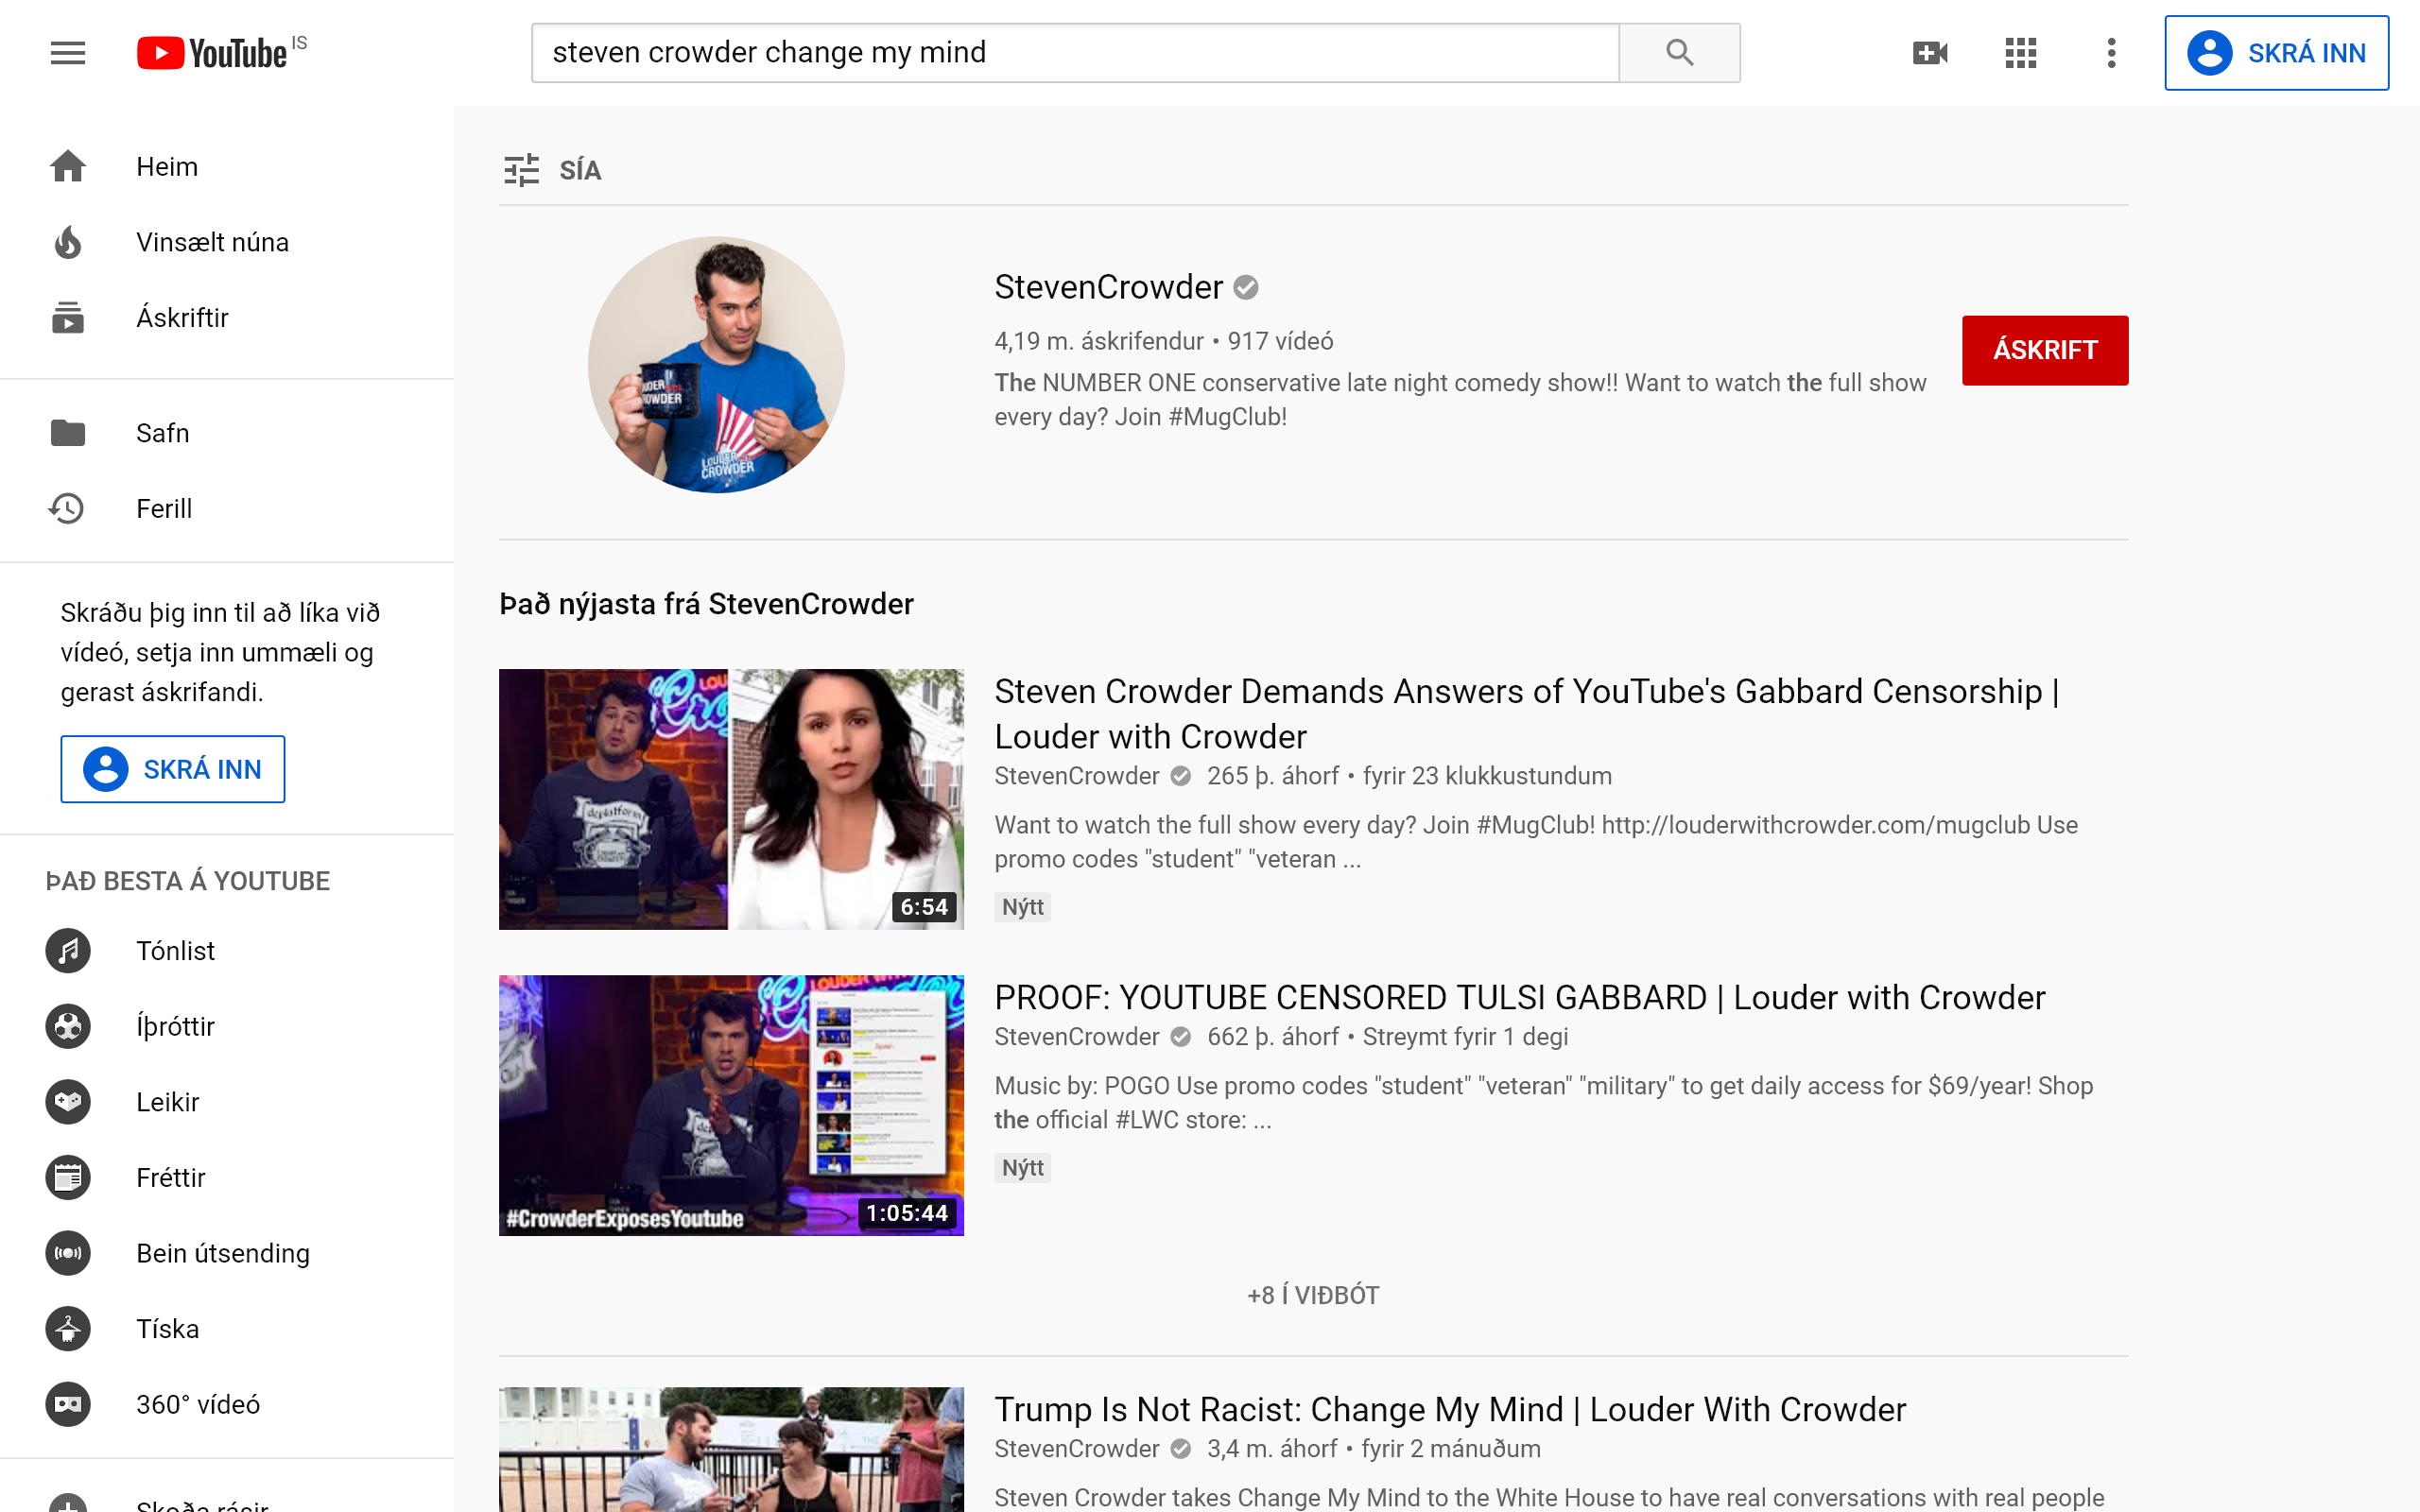 YouTube IS
steven crowder change my mind
SKRÁ INN
Heim
Vinsælt núna
Áskriftir
Safn
Ferill
Skráðu þig inn til að líka við
vídeó, setja inn ummæli og
gerast áskrifandi.
SKRÁ INN
ÞAÐ BESTA Á YOUTUBE
Tónlist
Íþróttir
Leikir
Fréttir
Bein útsending
Tíska
360° vídeó
Skoða rásir
SÍA
LOUDER
CROWDER
StevenCrowder
4,19 m. áskrifendur • 917 vídeó
The NUMBER ONE conservative late night comedy show!! Want to watch the full show
every day? Join #MugClub!
ÁSKRIFT
Það nýjasta frá StevenCrowder
6:54
Steven Crowder Demands Answers of YouTube's Gabbard Censorship |
Louder with Crowder
StevenCrowder 265 þ. áhorf • fyrir 23 klukkustundum
Want to watch the full show every day? Join #MugClub! http://louderwithcrowder.com/mugclub Use
promo codes "student" "veteran ...
Nýtt
#CrowderExposesYoutube
1:05:44
PROOF: YOUTUBE CENSORED TULSI GABBARD | Louder with Crowder
StevenCrowder 662 þ. áhorf • Streymt fyrir 1 degi
Music by: POGO Use promo codes "student" "veteran" "military" to get daily access for $69/year! Shop
the official #LWC store: ...
Nýtt
+8 Í VIÐBÓT
Trump Is Not Racist: Change My Mind | Louder With Crowder
StevenCrowder 3,4 m. áhorf • fyrir 2 mánuðum
Steven Crowder takes Change My Mind to the White House to have real conversations with real people